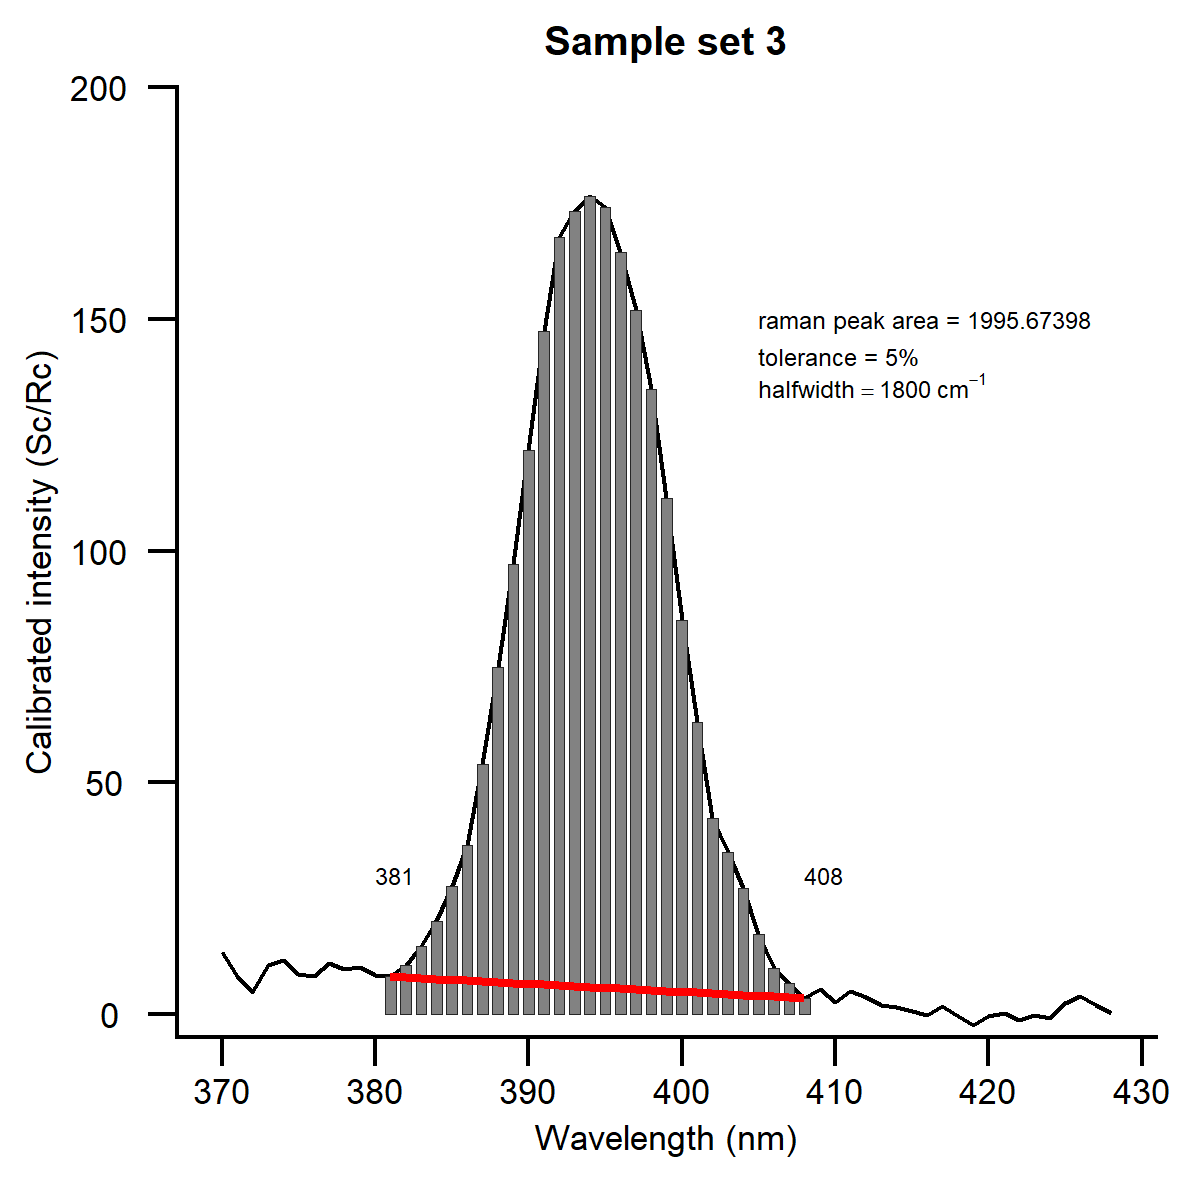 Sample set 3
Calibrated intensity (Sc/Rc)
200
150
100
50
0
raman peak area = 1995.67398
tolerance = 5%
halfwidth = 1800 cm⁻¹
381
408
370 380 390 400 410 420 430
Wavelength (nm)